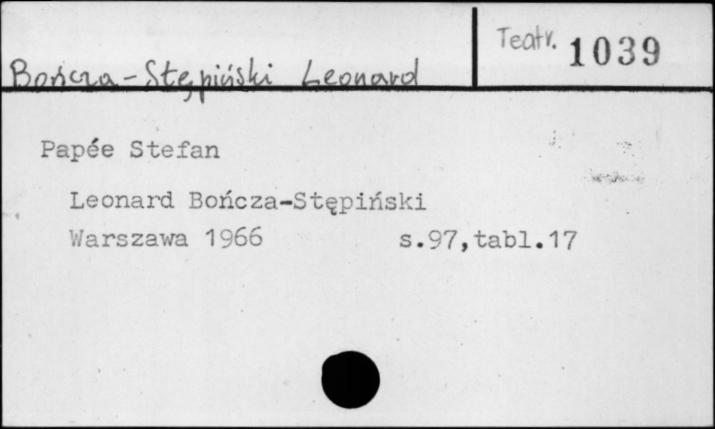 Bończa-Stępiński Leonard
Teatr. 1039
Papée Stefan
Leonard Bończa-Stępiński
Warszawa 1966 s.97,tabl.17